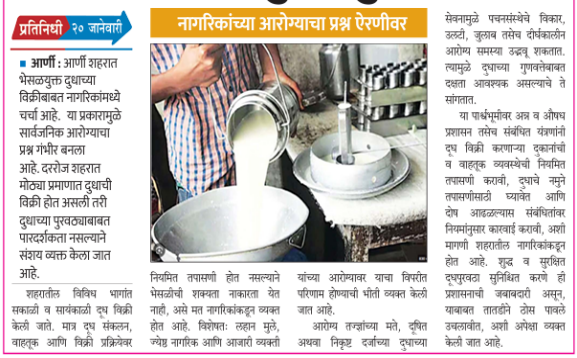 नागरिकांच्या आरोग्याचा प्रश्न ऐरणीवर
प्रतिनिधी २० जानेवारी
■ आर्णी : आर्णी शहरात
भेसळयुक्त दुधाच्या
विक्रीबाबत नागरिकांमध्ये
चर्चा आहे. या प्रकारामुळे
सार्वजनिक आरोग्याचा
प्रश्न गंभीर बनला
आहे. दररोज शहरात
मोठ्या प्रमाणात दुधाची
विक्री होत असली तरी
दुधाच्या पुरवठ्याबाबत
पारदर्शकता नसल्याने
संशय व्यक्त केला जात
आहे.
शहरातील विविध भागांत
सकाळी व सायंकाळी दूध विक्री
केली जाते. मात्र दूध संकलन,
वाहतूक आणि विक्री प्रक्रियेवर
नियमित तपासणी होत नसल्याने
भेसळीची शक्यता नाकारता येत
नाही, असे मत नागरिकांकडून व्यक्त
होत आहे. विशेषतः लहान मुले,
ज्येष्ठ नागरिक आणि आजारी व्यक्ती
यांच्या आरोग्यावर याचा विपरीत
परिणाम होण्याची भीती व्यक्त केली
जात आहे.
आरोग्य तज्ज्ञांच्या मते, दूषित
अथवा निकृष्ट दर्जाच्या दुधाच्या
सेवनामुळे पचनसंस्थेचे विकार,
उलटी, जुलाब तसेच दीर्घकालीन
आरोग्य समस्या उद्भवू शकतात.
त्यामुळे दुधाच्या गुणवत्तेबाबत
दक्षता आवश्यक असल्याचे ते
सांगतात.
या पार्श्वभूमीवर अन्न व औषध
प्रशासन तसेच संबंधित यंत्रणांनी
दूध विक्री करणाऱ्या दुकानांची
व वाहतूक व्यवस्थेची नियमित
तपासणी करावी, दुधाचे नमुने
तपासणीसाठी घ्यावेत आणि
दोष आढळल्यास संबंधितांवर
नियमांनुसार कारवाई करावी, अशी
मागणी शहरातील नागरिकांकडून
होत आहे. शुद्ध व सुरक्षित
दूधपुरवठा सुनिश्चित करणे ही
प्रशासनाची जबाबदारी असून,
याबाबत तातडीने ठोस पावले
उचलावीत, अशी अपेक्षा व्यक्त
केली जात आहे.